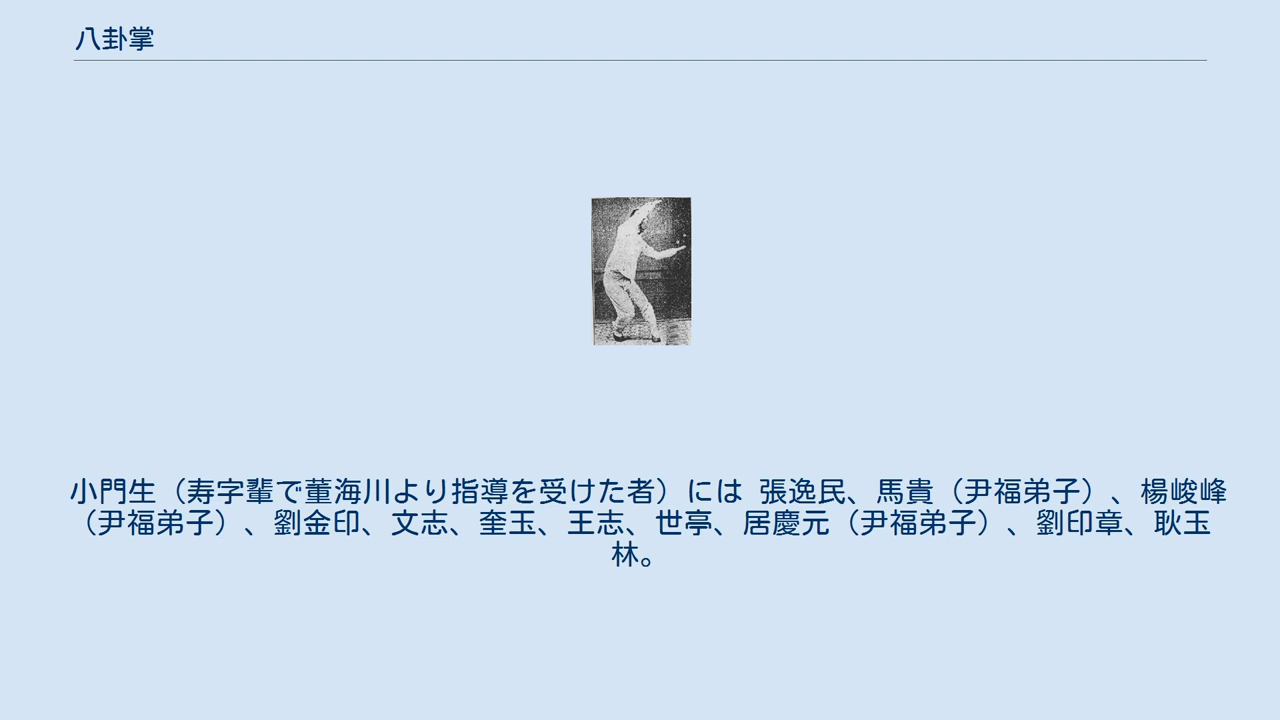 八卦掌
小門生（寿字輩で董海川より指導を受けた者）には 張逸民、馬貴（尹福弟子）、楊峻峰
（尹福弟子）、劉金印、文志、奎玉、王志、世亭、居慶元（尹福弟子）、劉印章、耿玉
林。